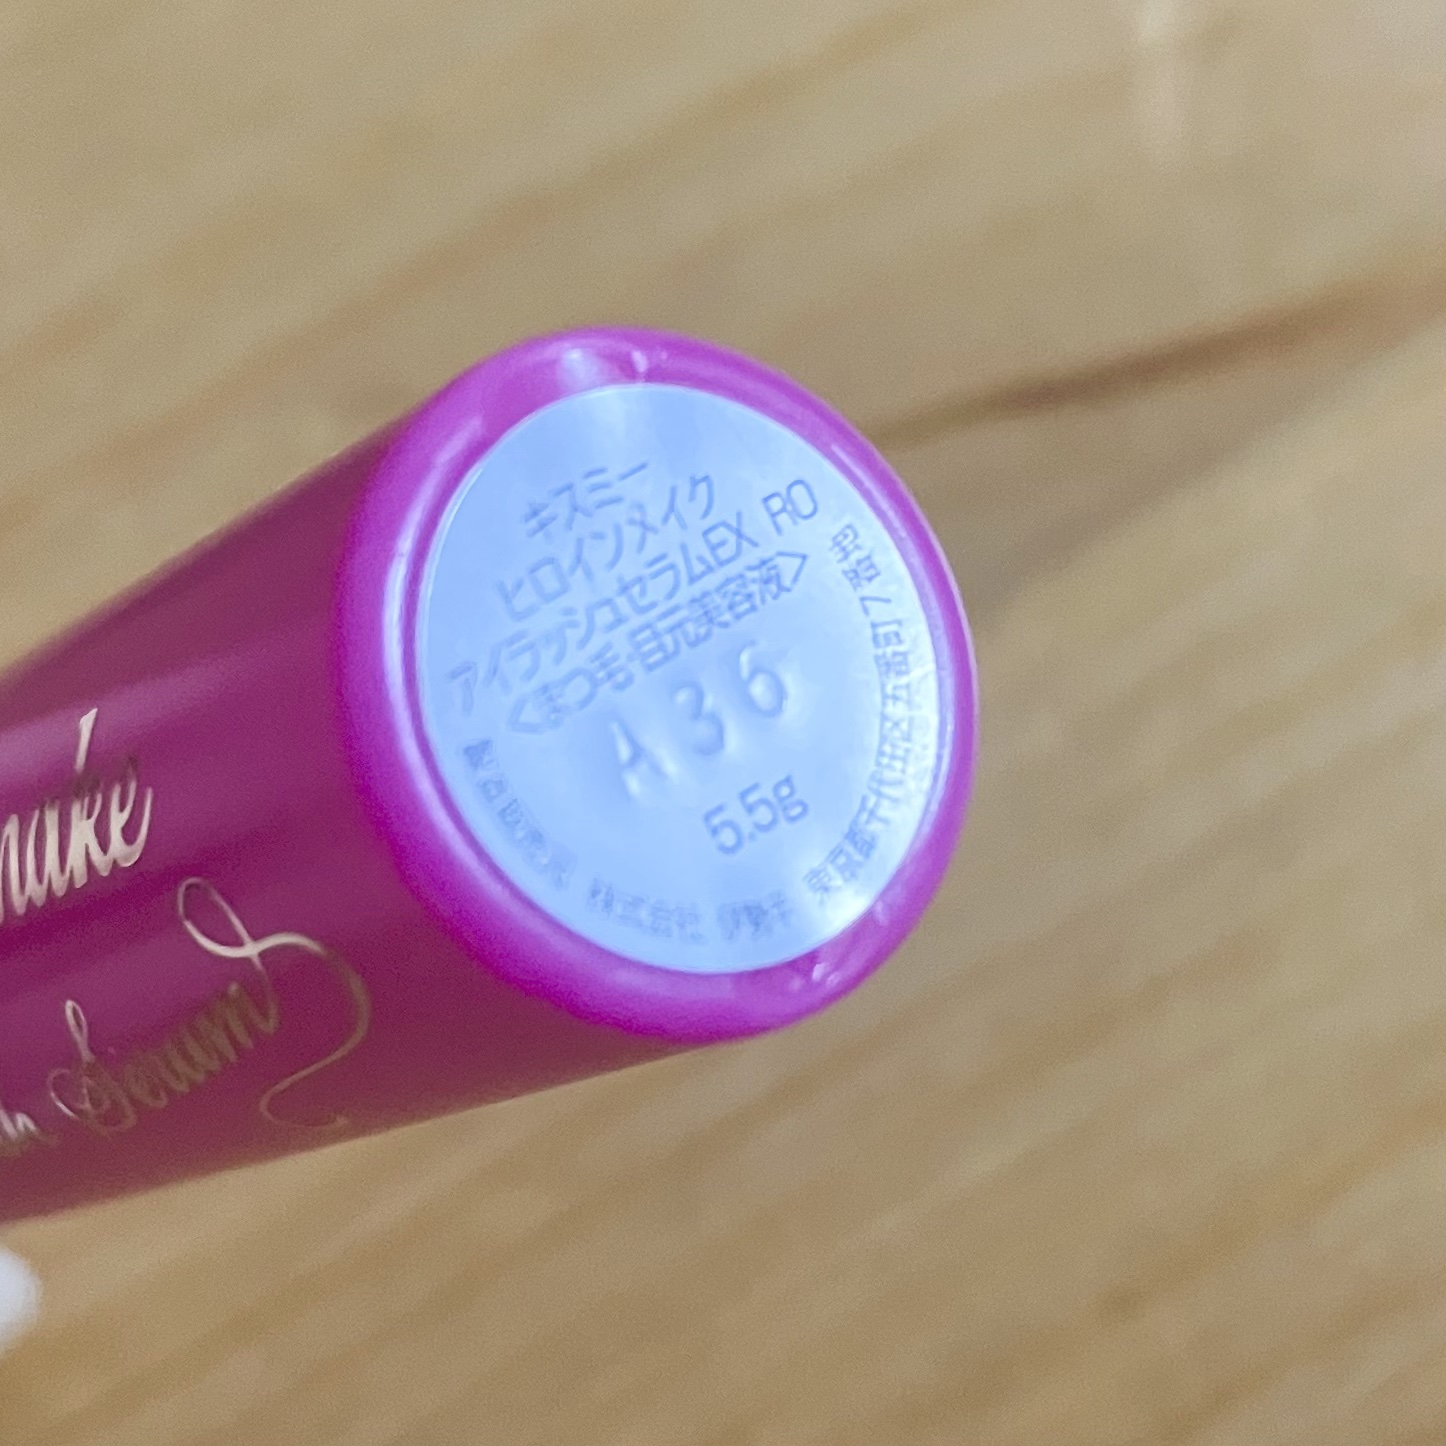 キスミー
ヒロインメイク
アイラッシュセラムEX RO
〈まつ毛・目元美容液〉
A36
5.5g
製造販売元 株式会社 伊勢半 東京都千代田区五番町7番地
make
Serum